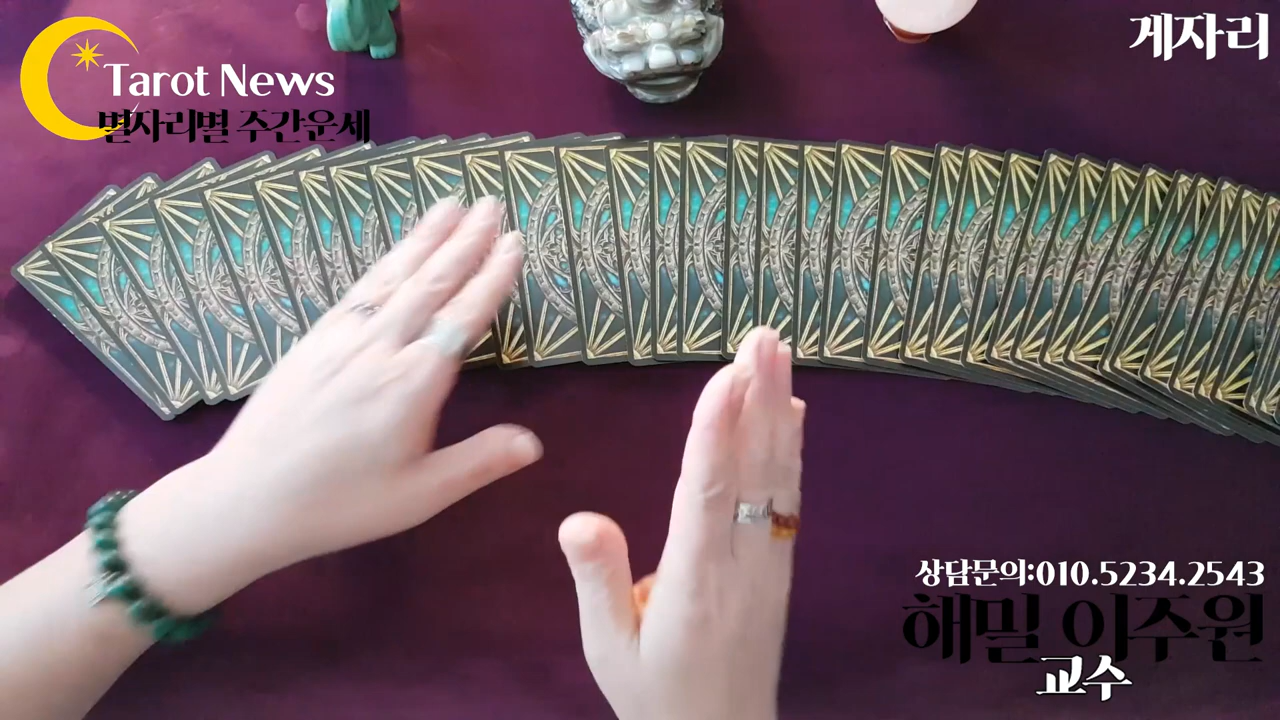 게자리
Tarot News
별자리별 주간운세
상담문의:010.5234.2543
해밀 이주원
교수